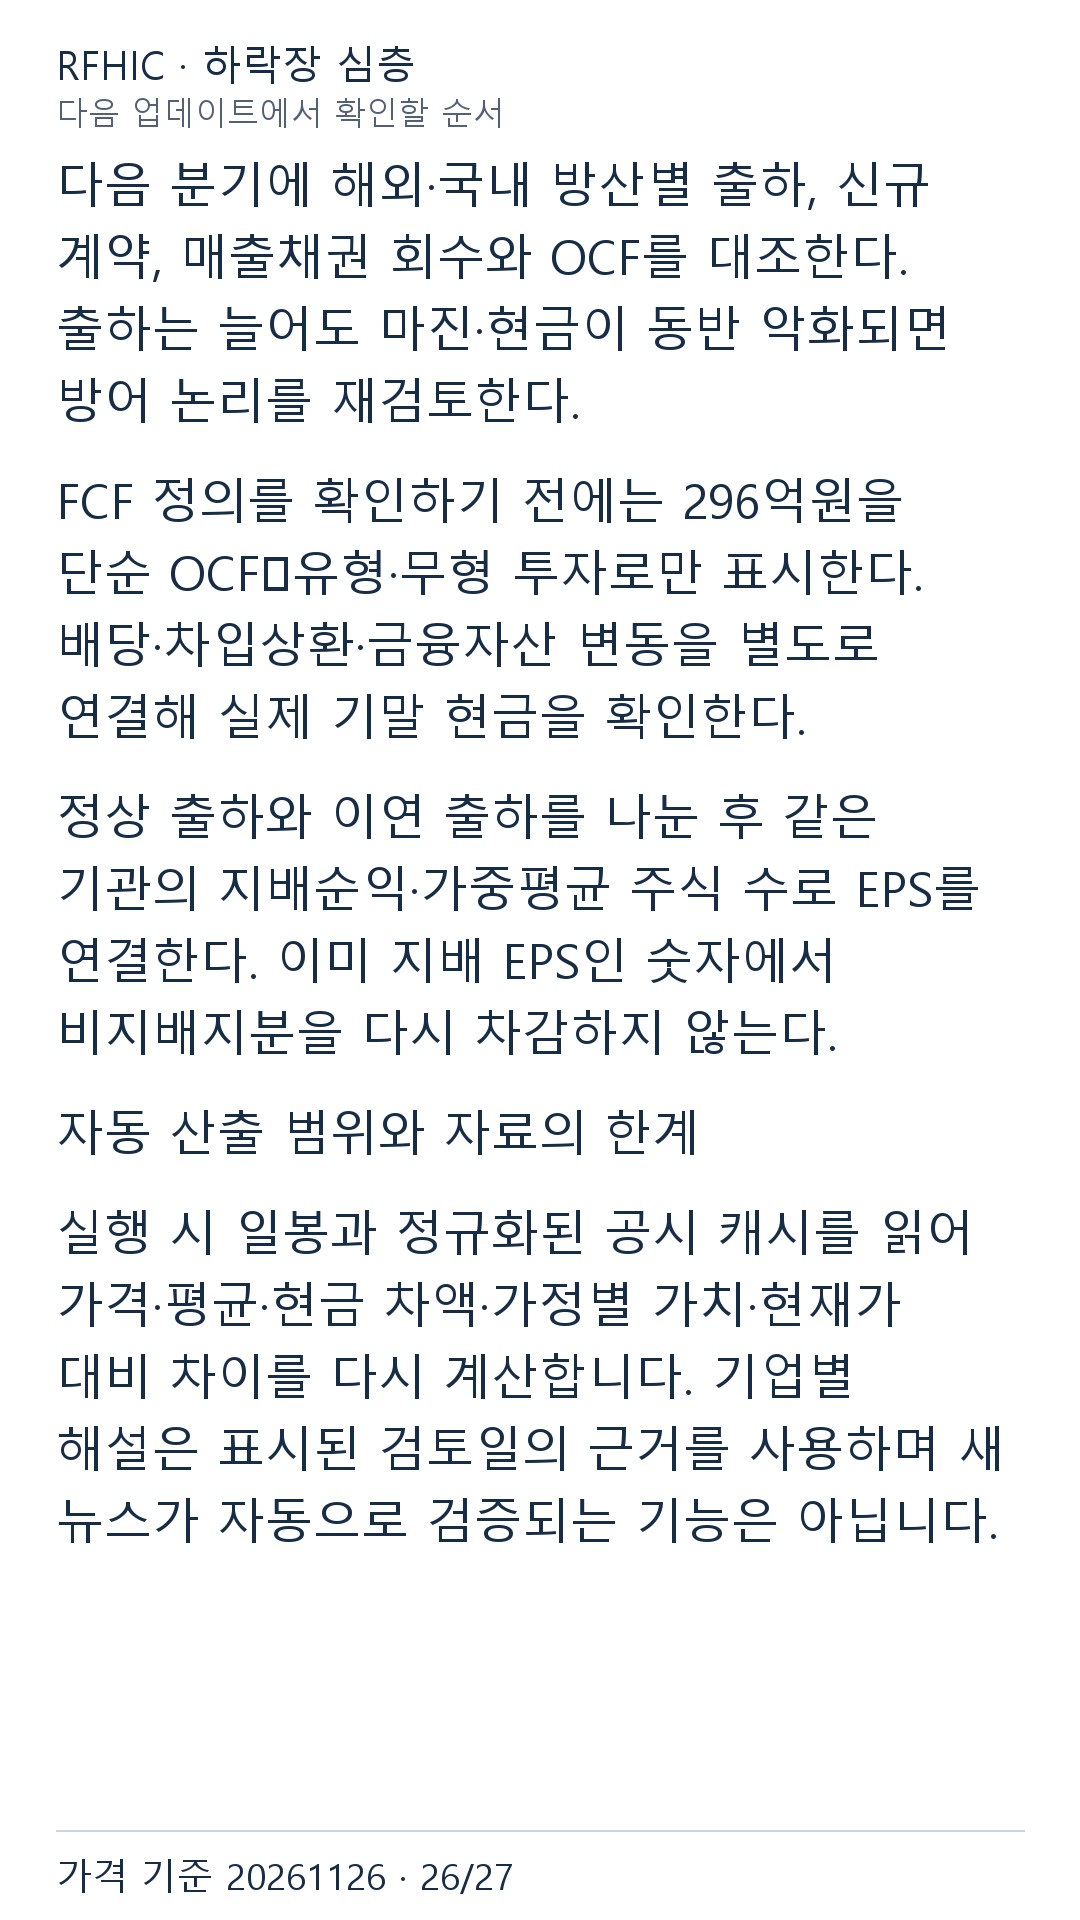 RFHIC · 하락장 심층
다음 업데이트에서 확인할 순서
다음 분기에 해외·국내 방산별 출하, 신규
계약, 매출채권 회수와 OCF를 대조한다.
출하는 늘어도 마진·현금이 동반 악화되면
방어 논리를 재검토한다.
FCF 정의를 확인하기 전에는 296억원을
단순 OCF□유형·무형 투자로만 표시한다.
배당·차입상환·금융자산 변동을 별도로
연결해 실제 기말 현금을 확인한다.
정상 출하와 이연 출하를 나눈 후 같은
기관의 지배순익·가중평균 주식 수로 EPS를
연결한다. 이미 지배 EPS인 숫자에서
비지배지분을 다시 차감하지 않는다.
자동 산출 범위와 자료의 한계
실행 시 일봉과 정규화된 공시 캐시를 읽어
가격·평균·현금 차액·가정별 가치·현재가
대비 차이를 다시 계산합니다. 기업별
해설은 표시된 검토일의 근거를 사용하며 새
뉴스가 자동으로 검증되는 기능은 아닙니다.
가격 기준 20261126 · 26/27